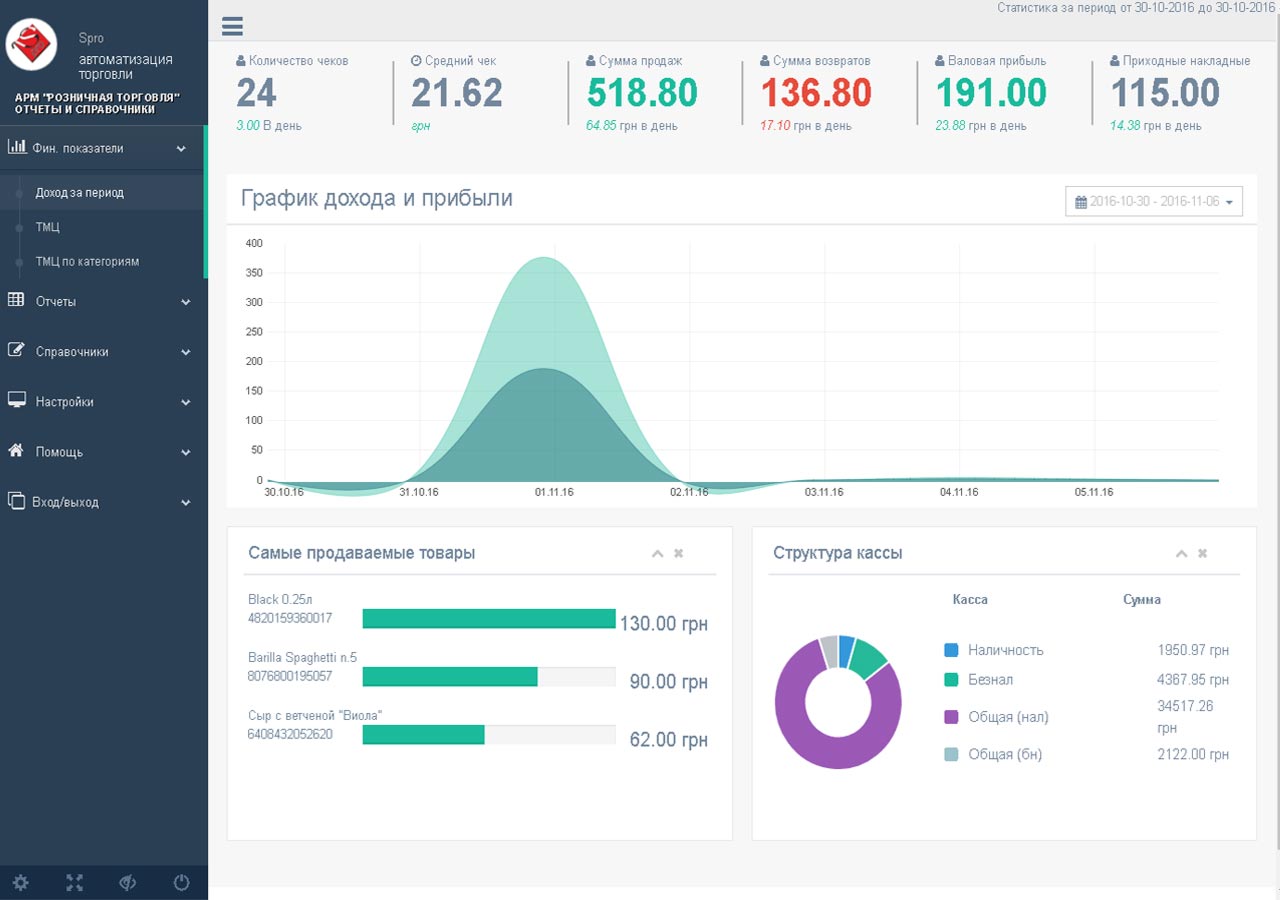 Spro
автоматизация
торговли
АРМ "РОЗНИЧНАЯ ТОРГОВЛЯ"
ОТЧЕТЫ И СПРАВОЧНИКИ
Фин. показатели
Доход за период
ТМЦ
ТМЦ по категориям
Отчеты
Справочники
Настройки
Помощь
Вход/выход
Статистика за период от 30-10-2016 до 30-10-2016
Количество чеков
24
3.00 В день
Средний чек
21.62
грн
Сумма продаж
518.80
64.85 грн в день
Сумма возвратов
136.80
17.10 грн в день
Валовая прибыль
191.00
23.88 грн в день
Приходные накладные
115.00
14.38 грн в день
График дохода и прибыли
2016-10-30 - 2016-11-06
400
350
300
250
200
150
100
50
0
30.10.16 31.10.16 01.11.16 02.11.16 03.11.16 04.11.16 05.11.16
Самые продаваемые товары
Black 0.25л
4820159360017
130.00 грн
Barilla Spaghetti n.5
8076800195057
90.00 грн
Сыр с ветченой "Виола"
6408432052620
62.00 грн
Структура кассы
Касса Сумма
Наличность 1950.97 грн
Безнал 4367.95 грн
Общая (нал) 34517.26
грн
Общая (бн) 2122.00 грн